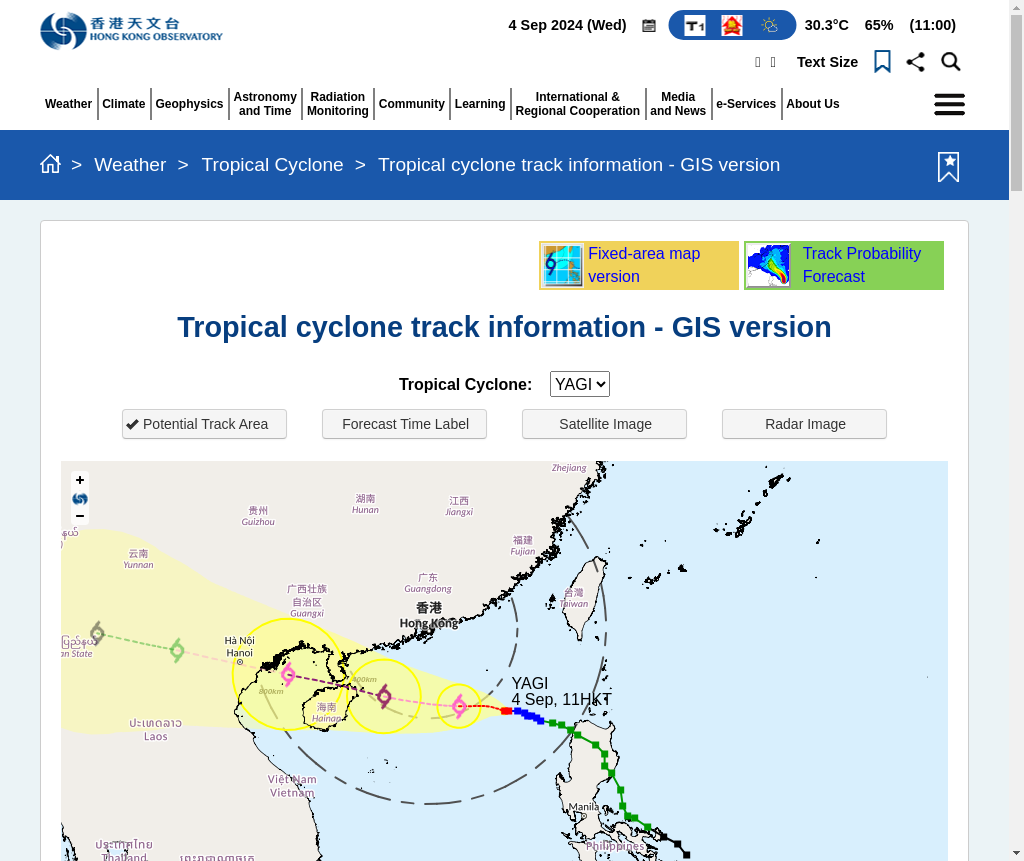 香港天文台
HONG KONG OBSERVATORY
4 Sep 2024 (Wed)
T1
30.3°C 65% (11:00)
Text Size
Weather
Climate
Geophysics
Astronomy
and Time
Radiation
Monitoring
Community
Learning
International &
Regional Cooperation
Media
and News
e-Services
About Us
> Weather > Tropical Cyclone > Tropical cyclone track information - GIS version
Fixed-area map
version
Track Probability
Forecast
Tropical cyclone track information - GIS version
Tropical Cyclone: YAGI
Potential Track Area
Forecast Time Label
Satellite Image
Radar Image
+
−
Zhejiang
湖南
Hunan
江西
Jiangxi
贵州
Guizhou
福建
Fujian
云南
Yunnan
广东
Guangdong
广西壮族
自治区
Guangxi
台灣
Taiwan
香港
Hong Kong
Hà Nội
Hanoi
an State
400km
800km
海南
Hainan
YAGI
4 Sep, 11HKT
ປະເທດລາວ
Laos
Việt Nam
Vietnam
Manila
Philippines
ประเทศไทย
Thailand